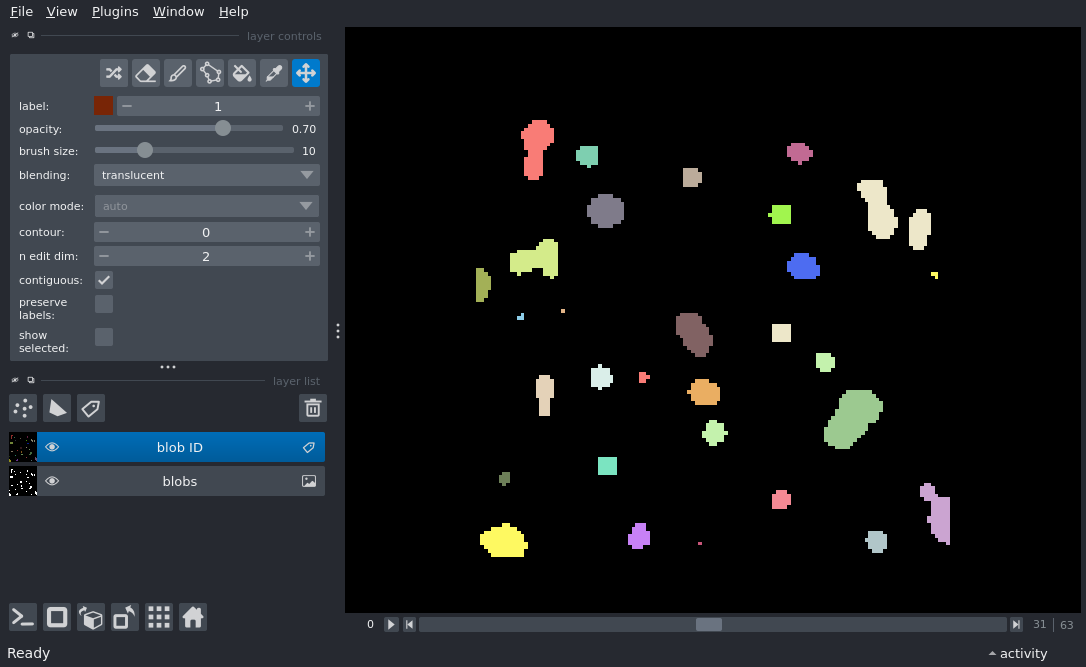 File View Plugins Window Help
layer controls
label: 1
opacity: 0.70
brush size: 10
blending: translucent
color mode: auto
contour: 0
n edit dim: 2
contiguous:
preserve
labels:
show
selected:
layer list
blob ID
blobs
0 31 63
Ready
activity